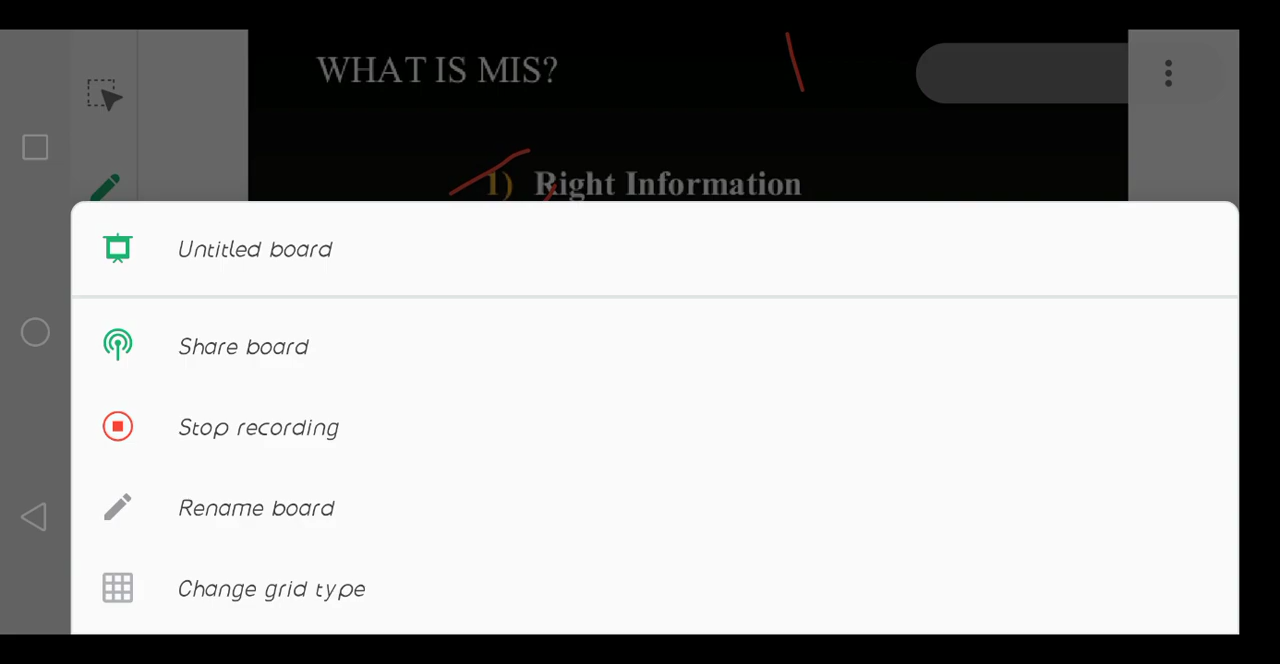 WHAT IS MIS?
1) Right Information
Untitled board
Share board
Stop recording
Rename board
Change grid type